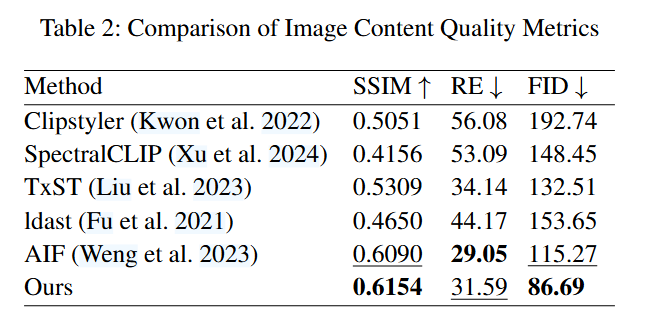 Table 2: Comparison of Image Content Quality Metrics
Method SSIM ↑ RE ↓ FID ↓
Clipstyler (Kwon et al. 2022) 0.5051 56.08 192.74
SpectralCLIP (Xu et al. 2024) 0.4156 53.09 148.45
TxST (Liu et al. 2023) 0.5309 34.14 132.51
ldast (Fu et al. 2021) 0.4650 44.17 153.65
AIF (Weng et al. 2023) 0.6090 29.05 115.27
Ours 0.6154 31.59 86.69